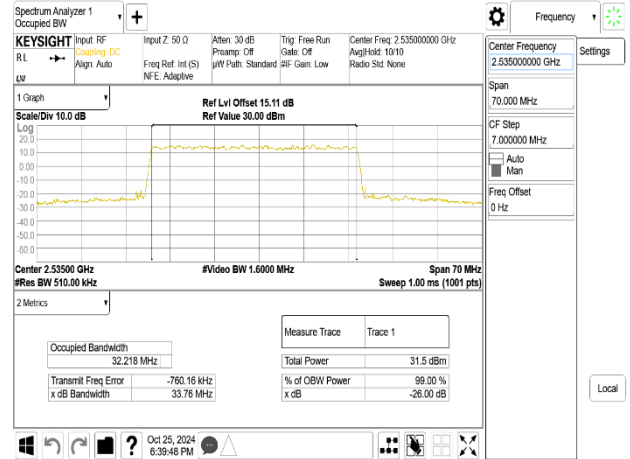 Spectrum Analyzer 1
Occupied BW
Frequency
KEYSIGHT
RL
LNI
Input: RF
Coupling: DC
Align: Auto
Input Z: 50 Ω
Freq Ref: Int (S)
NFE: Adaptive
Atten: 30 dB
Preamp: Off
µW Path: Standard
Trig: Free Run
Gate: Off
#IF Gain: Low
Center Freq: 2.535000000 GHz
Avg|Hold: 10/10
Radio Std: None
Center Frequency
2.535000000 GHz
Settings
Span
70.000 MHz
CF Step
7.000000 MHz
Auto
Man
Freq Offset
0 Hz
Local
1 Graph
Scale/Div 10.0 dB
Ref Lvl Offset 15.11 dB
Ref Value 30.00 dBm
Log
20.0
10.0
0.00
-10.0
-20.0
-30.0
-40.0
-50.0
-60.0
Center 2.53500 GHz
#Video BW 1.6000 MHz
Span 70 MHz
#Res BW 510.00 kHz
Sweep 1.00 ms (1001 pts)
2 Metrics
Occupied Bandwidth
32.218 MHz
Transmit Freq Error -760.16 kHz
x dB Bandwidth 33.76 MHz
Measure Trace Trace 1
Total Power 31.5 dBm
% of OBW Power 99.00 %
x dB -26.00 dB
?
Oct 25, 2024
6:39:48 PM